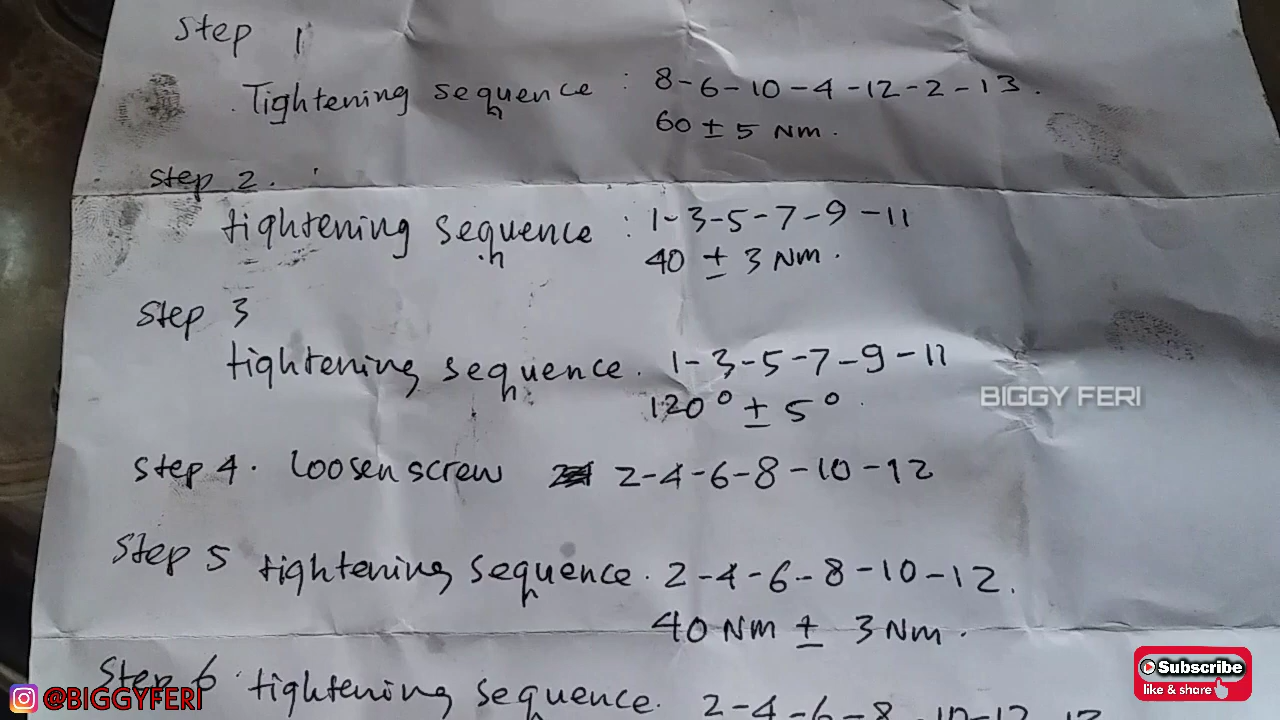 Step 1
Tightening sequence : 8-6-10-4-12-2-13.
60 ± 5 Nm.
Step 2.
tightening sequence : 1-3-5-7-9-11
40 ± 3 Nm.
Step 3
tightening sequence. 1-3-5-7-9-11
120° ± 5°
BIGGY FERI
Step 4. Loosen screw 2-4-6-8-10-12
Step 5 tightening sequence. 2-4-6-8-10-12.
40 Nm ± 3 Nm.
Step 6 tightening sequence. 2-4-6-8-10-12
@BIGGYFERI
Subscribe
like & share